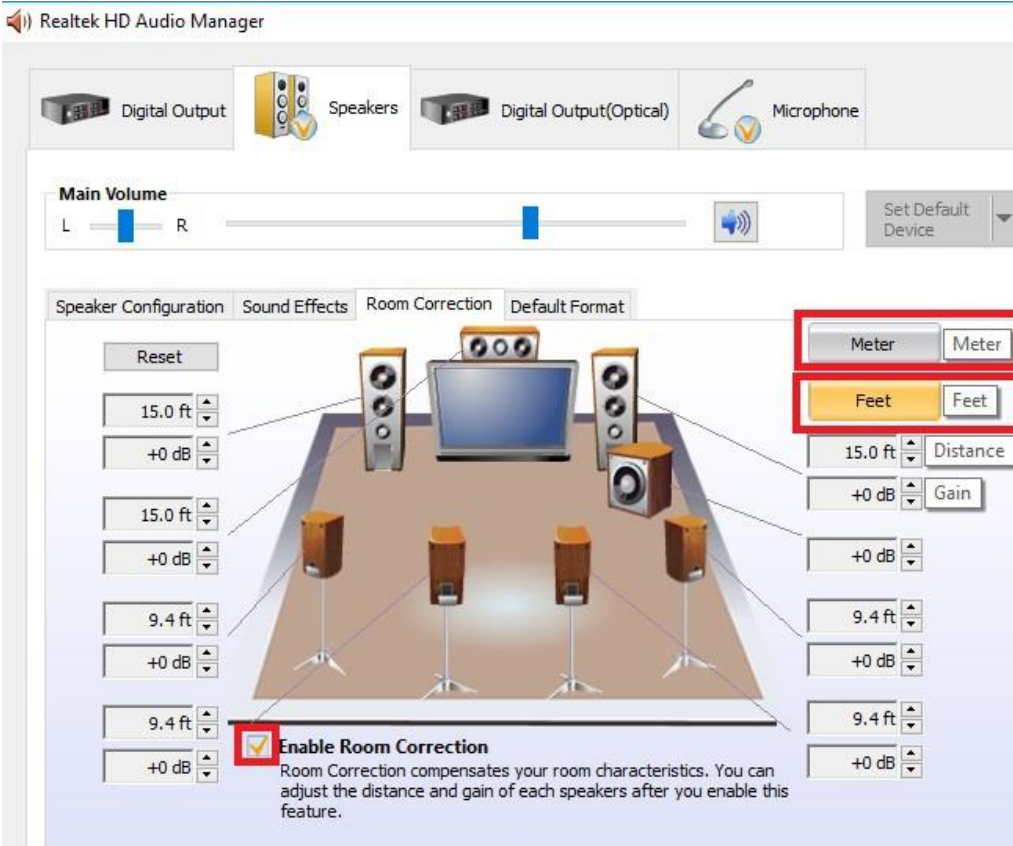 Realtek HD Audio Manager
Digital Output
Speakers
Digital Output(Optical)
Microphone
Main Volume
L
R
Set Default
Device
Speaker Configuration
Sound Effects
Room Correction
Default Format
Reset
Meter
Meter
Feet
Feet
15.0 ft
+0 dB
15.0 ft
+0 dB
9.4 ft
+0 dB
9.4 ft
+0 dB
15.0 ft
Distance
+0 dB
Gain
+0 dB
9.4 ft
+0 dB
9.4 ft
+0 dB
Enable Room Correction
Room Correction compensates your room characteristics. You can
adjust the distance and gain of each speakers after you enable this
feature.